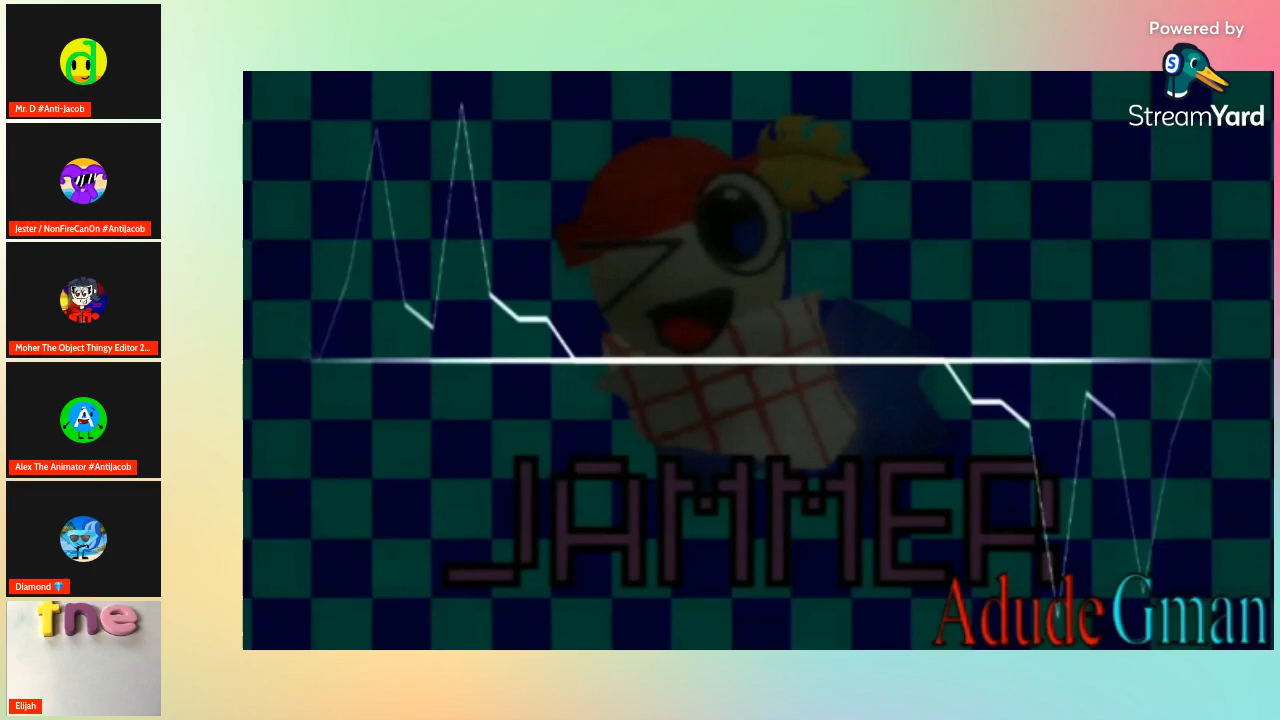 Powered by
StreamYard
Mr. D #Anti-Jacob
Jester / NonFireCanOn #AntiJacob
Moher The Object Thingy Editor 2...
Alex The Animator #AntiJacob
Diamond 💎
fne
Elijah
JAMMER
AdudeGman